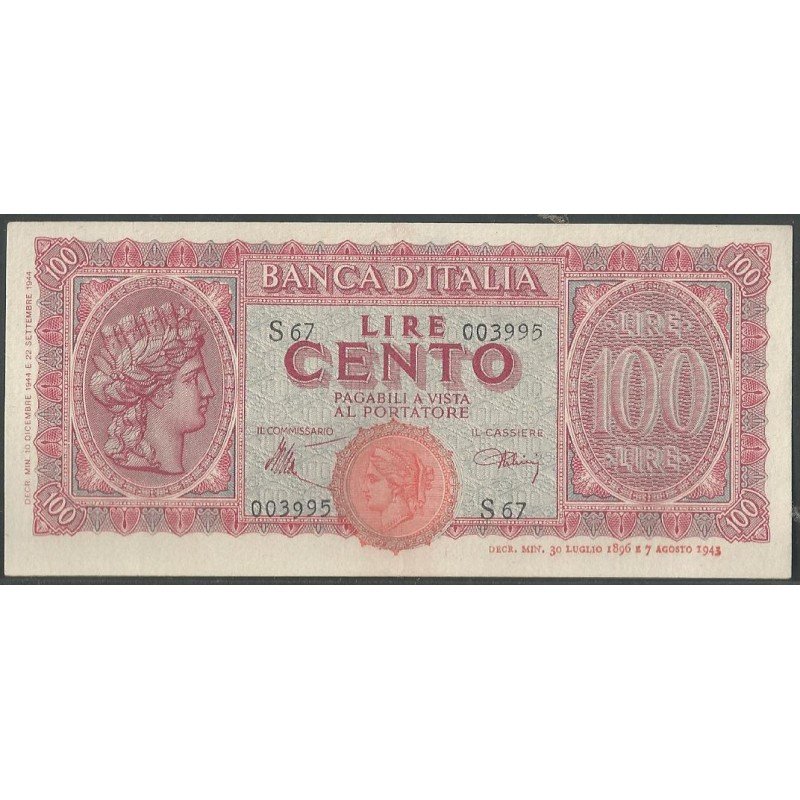 100
100
BANCA D'ITALIA
S 67
LIRE
003995
CENTO
PAGABILI A VISTA
AL PORTATORE
IL COMMISSARIO
IL CASSIERE
003995
S 67
LIRE
100
LIRE
100
100
DECR. MIN. 10 DICEMBRE 1944 E 22 SETTEMBRE 1944
DECR. MIN. 30 LUGLIO 1896 E 7 AGOSTO 1943